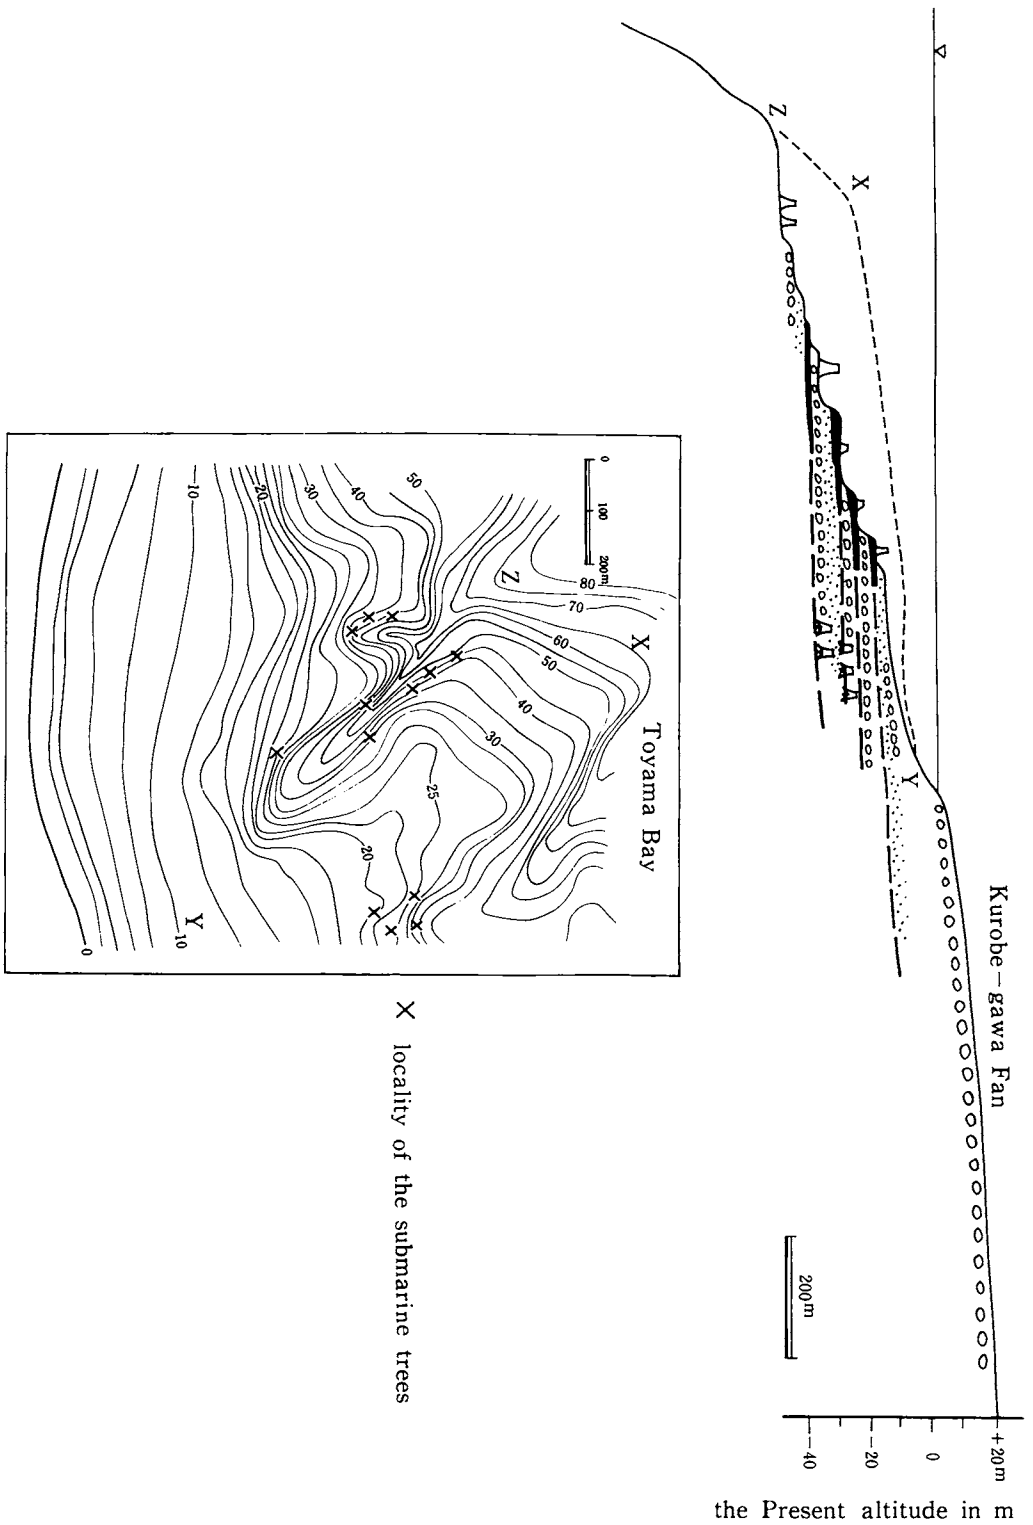 Z
X
Y
Kurobe-gawa Fan
200m
+20m
0
-20
-40
the Present altitude in m
Toyama Bay
X
Z
Y
0
100
200m
80
70
60
50
40
30
25
20
50
40
30
20
10
10
0
× locality of the submarine trees